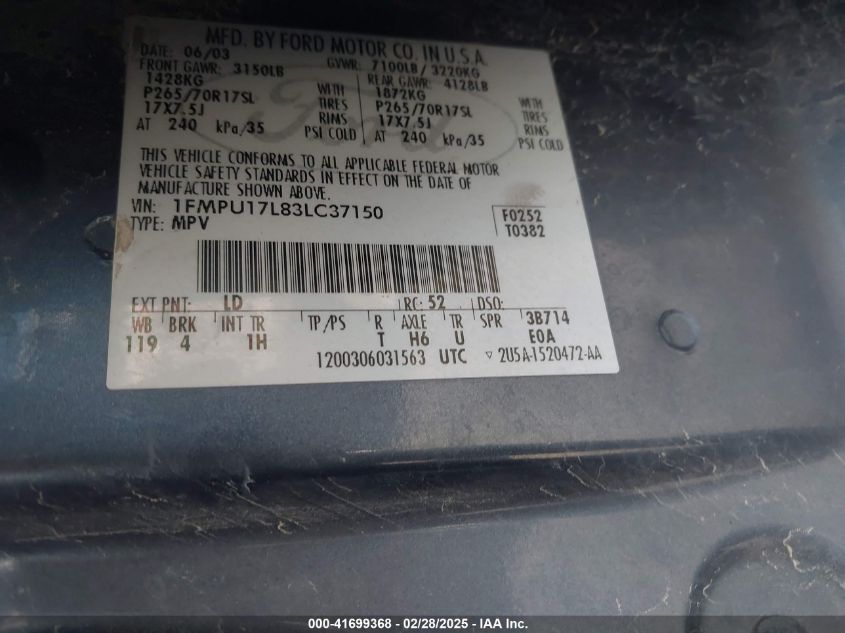 MFD. BY FORD MOTOR CO. IN U.S.A.
DATE: 06/03 GVWR: 7100LB/ 3220KG
FRONT GAWR: 3150LB REAR GAWR: 4128LB
1428KG WITH 1872KG WITH
P265/70R17SL TIRES P265/70R17SL TIRES
17X7.5J RIMS 17X7.5J RIMS
AT 240 kPa/35 PSI COLD AT 240 kPa/35 PSI COLD
THIS VEHICLE CONFORMS TO ALL APPLICABLE FEDERAL MOTOR
VEHICLE SAFETY STANDARDS IN EFFECT ON THE DATE OF
MANUFACTURE SHOWN ABOVE.
VIN: 1FMPU17L83LC37150 F0252
TYPE: MPV T0382
EXT PNT: LD RC: 52 DSO:
WB BRK INT TR TP/PS R AXLE TR SPR 3B714
119 4 1H T H6 U E0A
1200306031563 UTC ▽ 2U5A-1520472-AA
000-41699368 - 02/28/2025 - IAA Inc.